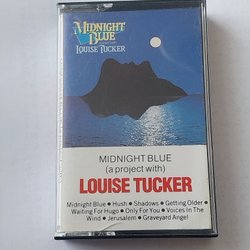 MIDNIGHT
BLUE
LOUISE TUCKER
MIDNIGHT BLUE
(a project with)
LOUISE TUCKER
Midnight Blue • Hush • Shadows • Getting Older •
Waiting For Hugo • Only For You • Voices In The
Wind • Jerusalem • Graveyard Angel